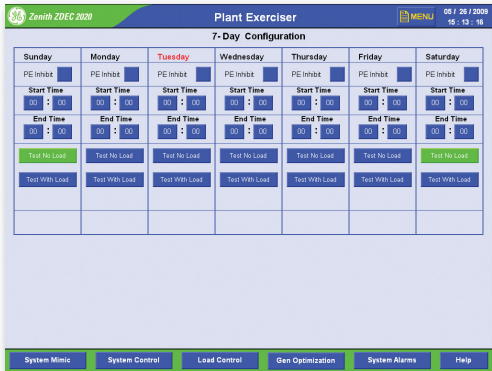 Zenith ZDEC 2020 Plant Exerciser MENU 05 / 26 / 2009
15 : 13 : 16
7- Day Configuration
Sunday Monday Tuesday Wednesday Thursday Friday Saturday
PE Inhibit PE Inhibit PE Inhibit PE Inhibit PE Inhibit PE Inhibit PE Inhibit
Start Time Start Time Start Time Start Time Start Time Start Time Start Time
00 : 00 00 : 00 00 : 00 00 : 00 00 : 00 00 : 00 00 : 00
End Time End Time End Time End Time End Time End Time End Time
00 : 00 00 : 00 00 : 00 00 : 00 00 : 00 00 : 00 00 : 00
Test No Load Test No Load Test No Load Test No Load Test No Load Test No Load Test No Load
Test With Load Test With Load Test With Load Test With Load Test With Load Test With Load Test With Load
System Mimic System Control Load Control Gen Optimization System Alarms Help